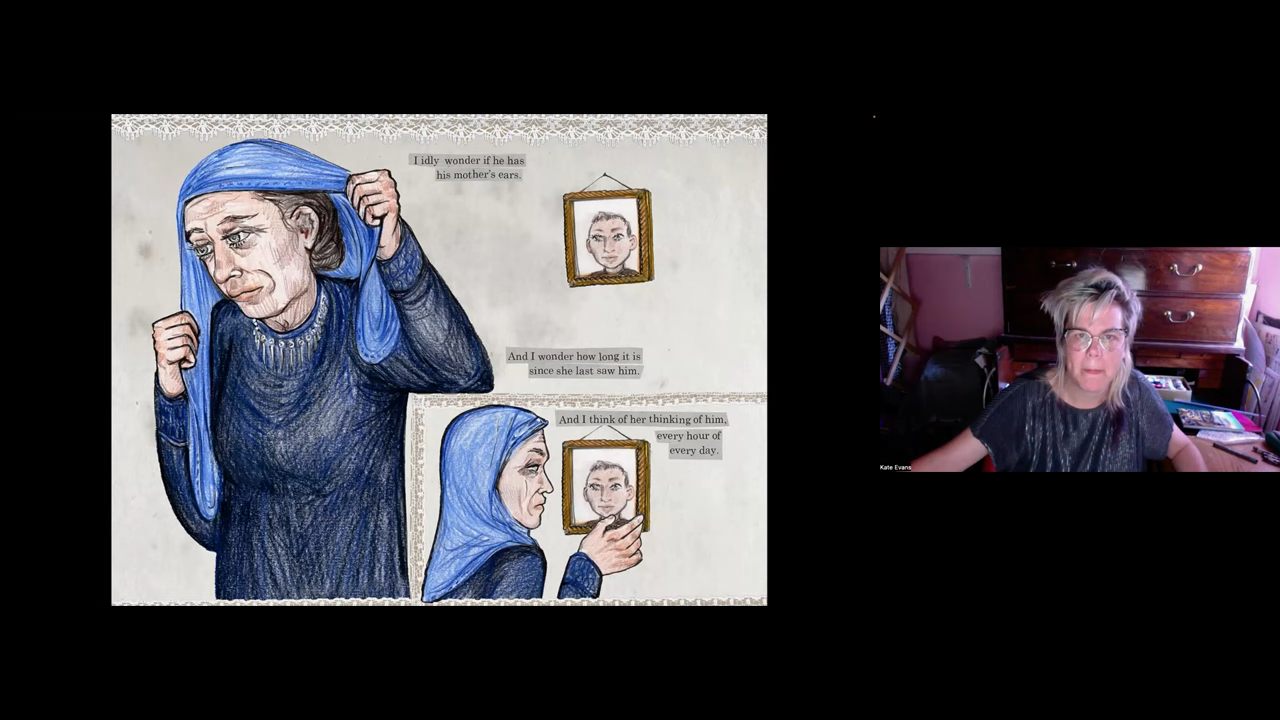 I idly wonder if he has
his mother's ears.
And I wonder how long it is
since she last saw him.
And I think of her thinking of him,
every hour of
every day.
Kate Evans